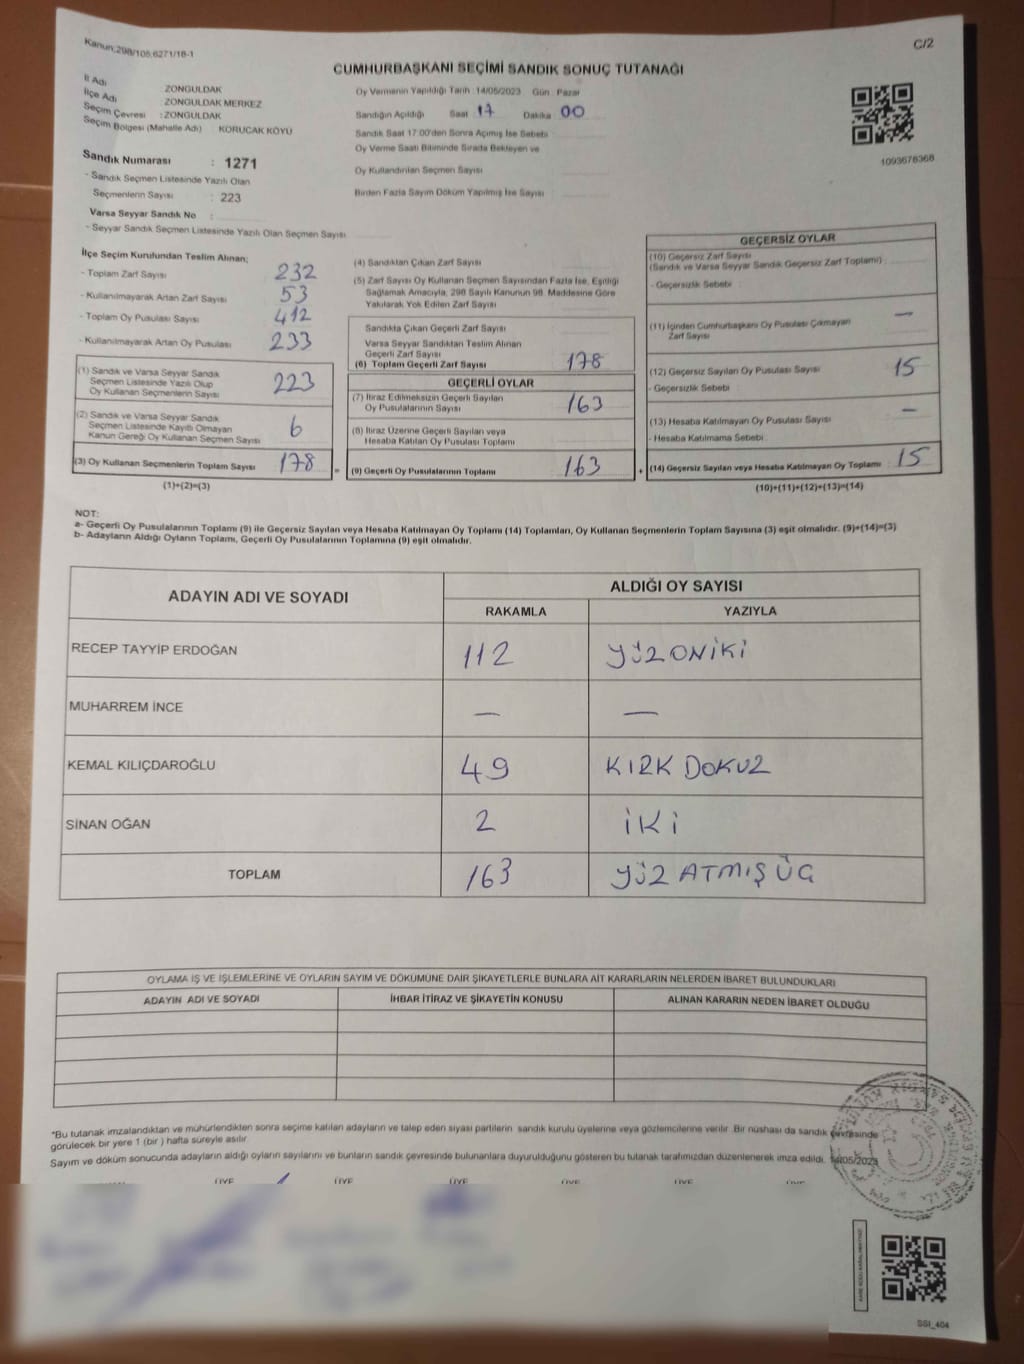 Kanun:298/105;6271/18-1
C/2
CUMHURBAŞKANI SEÇİMİ SANDIK SONUÇ TUTANAĞI
İl Adı : ZONGULDAK
İlçe Adı : ZONGULDAK MERKEZ
Seçim Çevresi : ZONGULDAK
Seçim Bölgesi (Mahalle Adı) : KORUCAK KÖYÜ
Sandık Numarası : 1271
- Sandık Seçmen Listesinde Yazılı Olan
Seçmenlerin Sayısı : 223
Varsa Seyyar Sandık No :
- Seyyar Sandık Seçmen Listesinde Yazılı Olan Seçmen Sayısı
Oy Vermenin Yapıldığı Tarih : 14/05/2023 Gün : Pazar
Sandığın Açıldığı Saat 17 Dakika 00
Sandık Saat 17:00'den Sonra Açımış İse Sebebi
Oy Verme Saati Bitiminde Sırada Bekleyen ve
Oy Kullandırılan Seçmen Sayısı
Birden Fazla Sayım Döküm Yapılmış İse Sayısı :
1093678368
İlçe Seçim Kurulundan Teslim Alınan;
- Toplam Zarf Sayısı 232
- Kullanılmayarak Artan Zarf Sayısı 53
- Toplam Oy Pusulası Sayısı 412
- Kullanılmayarak Artan Oy Pusulası 233
(1) Sandık ve Varsa Seyyar Sandık
Seçmen Listesinde Yazılı Olup
Oy Kullanan Seçmenlerin Sayısı 223
(2) Sandık ve Varsa Seyyar Sandık
Seçmen Listesinde Kayıtlı Olmayan
Kanun Gereği Oy Kullanan Seçmen Sayısı 6
(3) Oy Kullanan Seçmenlerin Toplam Sayısı 178
(1)+(2)=(3)
(4) Sandıktan Çıkan Zarf Sayısı
(5) Zarf Sayısı Oy Kullanan Seçmen Sayısından Fazla İse, Eşitliği
Sağlamak Amacıyla, 298 Sayılı Kanunun 98. Maddesine Göre
Yakılarak Yok Edilen Zarf Sayısı
Sandıkta Çıkan Geçerli Zarf Sayısı
Varsa Seyyar Sandıktan Teslim Alınan
Geçerli Zarf Sayısı
(6) Toplam Geçerli Zarf Sayısı 178
GEÇERLİ OYLAR
(7) İtiraz Edilmeksizin Geçerli Sayılan
Oy Pusulalarının Sayısı 163
(8) İtiraz Üzerine Geçerli Sayılan veya
Hesaba Katılan Oy Pusulası Toplamı
= (9) Geçerli Oy Pusulalarının Toplamı 163 +
GEÇERSİZ OYLAR
(10) Geçersiz Zarf Sayısı
(Sandık ve Varsa Seyyar Sandık Geçersiz Zarf Toplamı) :
- Geçersizlik Sebebi :
(11) İçinden Cumhurbaşkanı Oy Pusulası Çıkmayan
Zarf Sayısı —
(12) Geçersiz Sayılan Oy Pusulası Sayısı 15
- Geçersizlik Sebebi :
(13) Hesaba Katılmayan Oy Pusulası Sayısı —
- Hesaba Katılmama Sebebi :
(14) Geçersiz Sayılan veya Hesaba Katılmayan Oy Toplamı : 15
(10)+(11)+(12)+(13)=(14)
NOT:
a- Geçerli Oy Pusulalarının Toplamı (9) ile Geçersiz Sayılan veya Hesaba Katılmayan Oy Toplamı (14) Toplamları, Oy Kullanan Seçmenlerin Toplam Sayısına (3) eşit olmalıdır. (9)+(14)=(3)
b- Adayların Aldığı Oyların Toplamı, Geçerli Oy Pusulalarının Toplamına (9) eşit olmalıdır.
ADAYIN ADI VE SOYADI
ALDIĞI OY SAYISI
RAKAMLA YAZIYLA
RECEP TAYYİP ERDOĞAN 112 YÜZONİKİ
MUHARREM İNCE — —
KEMAL KILIÇDAROĞLU 49 KIRK DOKUZ
SİNAN OĞAN 2 İKİ
TOPLAM 163 YÜZ ATMIŞ ÜÇ
OYLAMA İŞ VE İŞLEMLERİNE VE OYLARIN SAYIM VE DÖKÜMÜNE DAİR ŞİKAYETLERLE BUNLARA AİT KARARLARIN NELERDEN İBARET BULUNDUKLARI
ADAYIN ADI VE SOYADI İHBAR İTİRAZ VE ŞİKAYETİN KONUSU ALINAN KARARIN NEDEN İBARET OLDUĞU
*Bu tutanak imzalandıktan ve mühürlendikten sonra seçime katılan adayların ve talep eden siyasi partilerin sandık kurulu üyelerine veya gözlemcilerine verilir. Bir nüshası da sandık çevresinde
görülecek bir yere 1 (bir ) hafta süreyle asılır.
Sayım ve döküm sonucunda adayların aldığı oyların sayılarını ve bunların sandık çevresinde bulunanlara duyurulduğunu gösteren bu tutanak tarafımızdan düzenlenerek imza edildi. 14/05/2023
ÜYE ÜYE ÜYE ÜYE ÜYE ÜYE
SSI_404